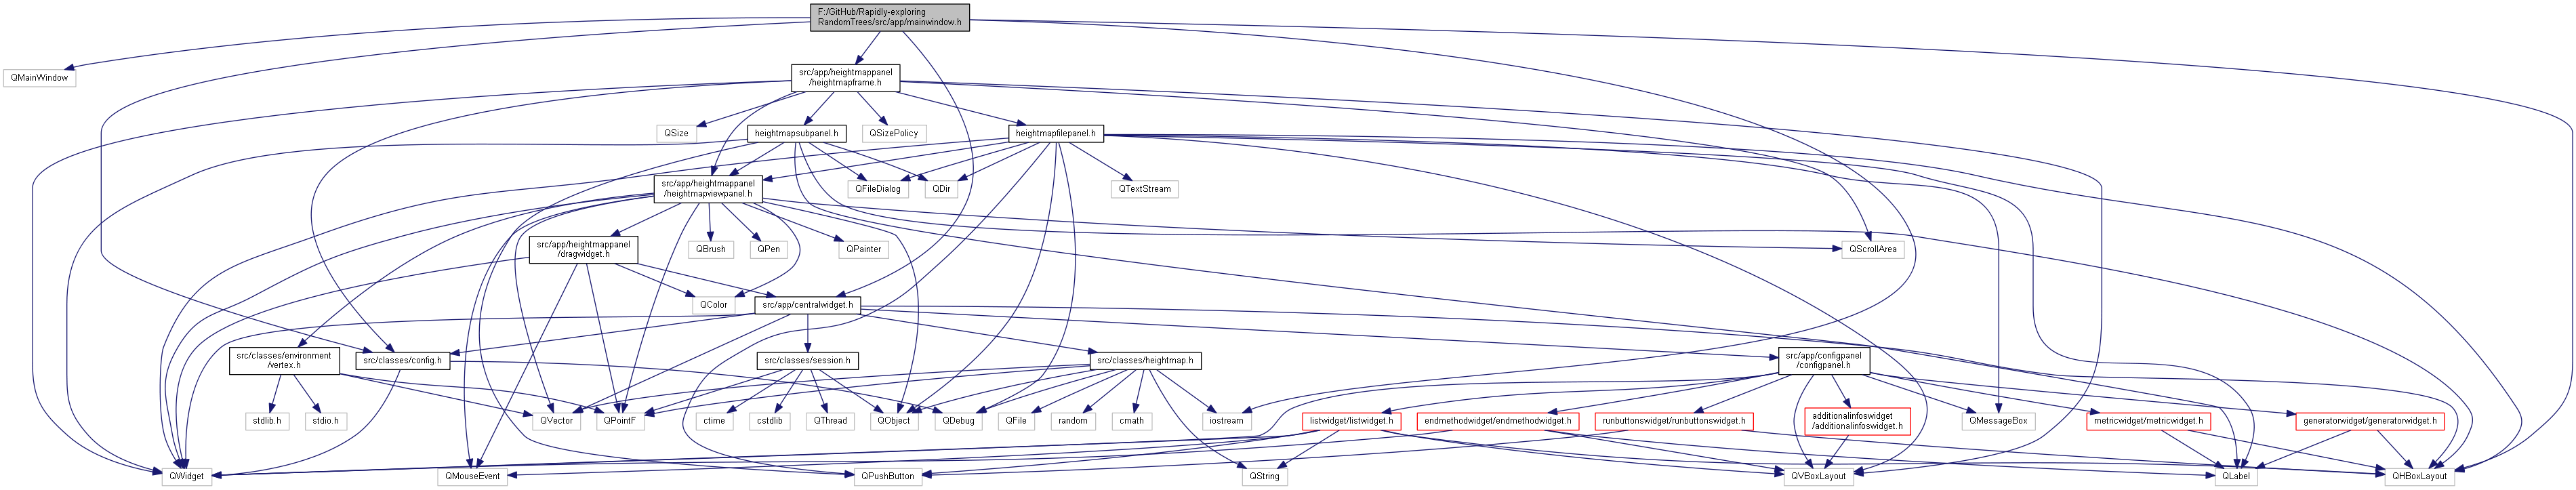 F:/GitHub/Rapidly-exploring
RandomTrees/src/app/mainwindow.h
QMainWindow
src/app/heightmappanel
/heightmapframe.h
QSize
heightmapsubpanel.h
QSizePolicy
heightmapfilepanel.h
src/app/heightmappanel
/heightmapviewpanel.h
QFileDialog
QDir
QTextStream
src/app/heightmappanel
/dragwidget.h
QBrush
QPen
QPainter
QScrollArea
QColor
src/app/centralwidget.h
src/classes/environment
/vertex.h
src/classes/config.h
src/classes/session.h
src/classes/heightmap.h
src/app/configpanel
/configpanel.h
stdlib.h
stdio.h
QVector
QPointF
ctime
cstdlib
QThread
QObject
QDebug
QFile
random
cmath
iostream
listwidget/listwidget.h
endmethodwidget/endmethodwidget.h
runbuttonswidget/runbuttonswidget.h
additionalinfoswidget
/additionalinfoswidget.h
QMessageBox
metricwidget/metricwidget.h
generatorwidget/generatorwidget.h
QWidget
QMouseEvent
QPushButton
QString
QVBoxLayout
QLabel
QHBoxLayout